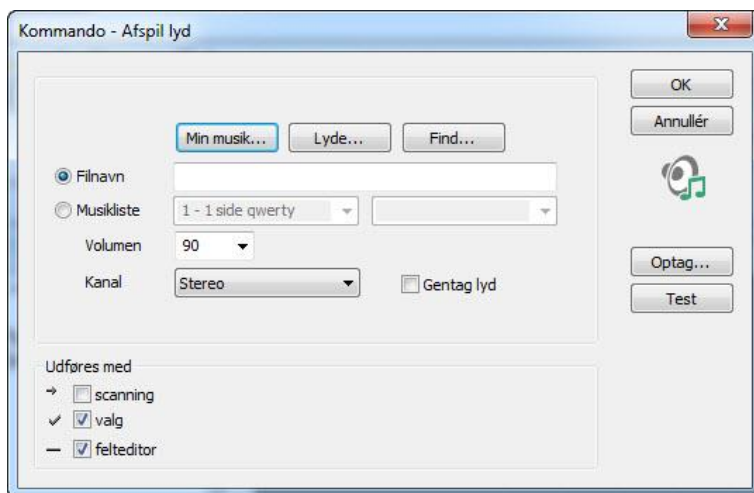 Kommando - Afspil lyd
OK
Annullér
Min musik...
Lyde...
Find...
Filnavn
Musikliste
1 - 1 side qwerty
Volumen
90
Kanal
Stereo
Gentag lyd
Optag...
Test
Udføres med
scanning
valg
felteditor